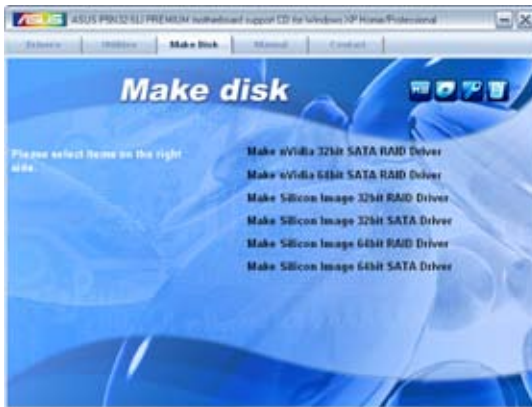 ASUS ASUS P5N32-SLI PREMIUM motherboard support CD for Windows XP Home/Professional
Drivers Utilities Make Disk Manual Contact
Make disk
Please select items on the right
side.
Make nVidia 32bit SATA RAID Driver
Make nVidia 64bit SATA RAID Driver
Make Silicon Image 32bit RAID Driver
Make Silicon Image 32bit SATA Driver
Make Silicon Image 64bit RAID Driver
Make Silicon Image 64bit SATA Driver